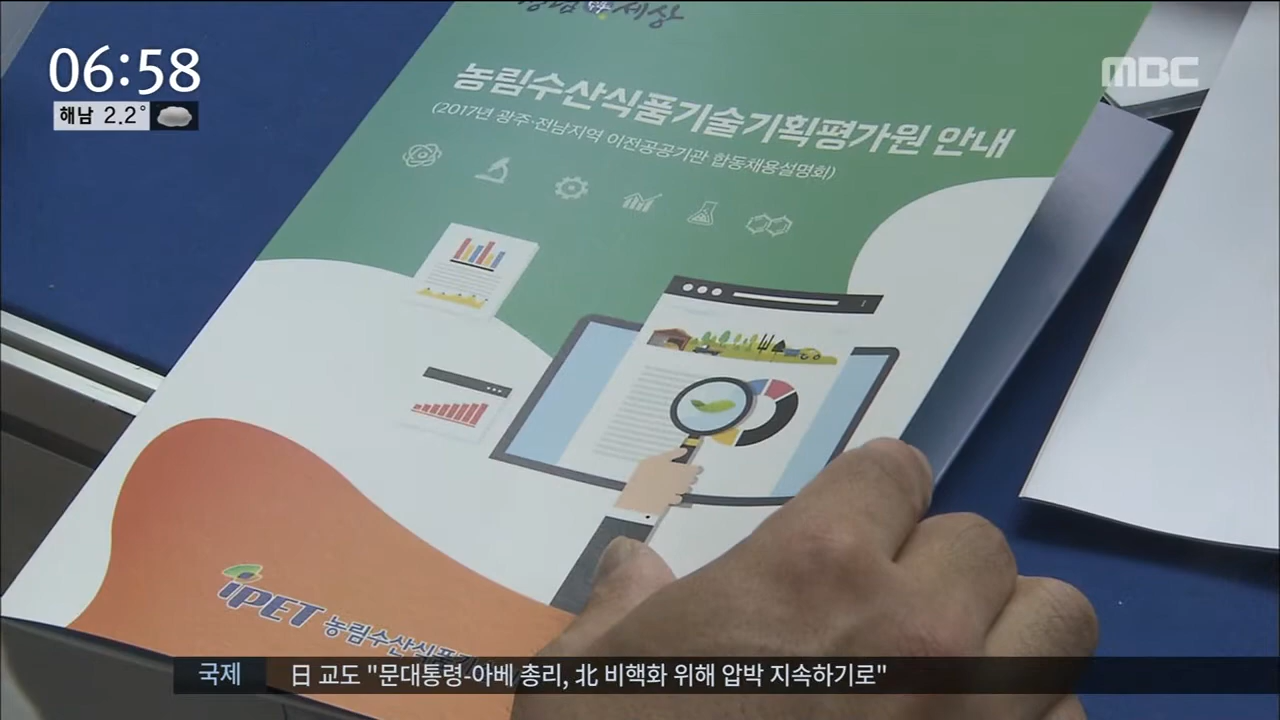 06:58
해남 2.2°
MBC
세상
농림수산식품기술기획평가원 안내
(2017년 광주·전남지역 이전공공기관 합동채용설명회)
iPET 농림수산식품기
국제
日 교도 "문대통령-아베 총리, 北 비핵화 위해 압박 지속하기로"